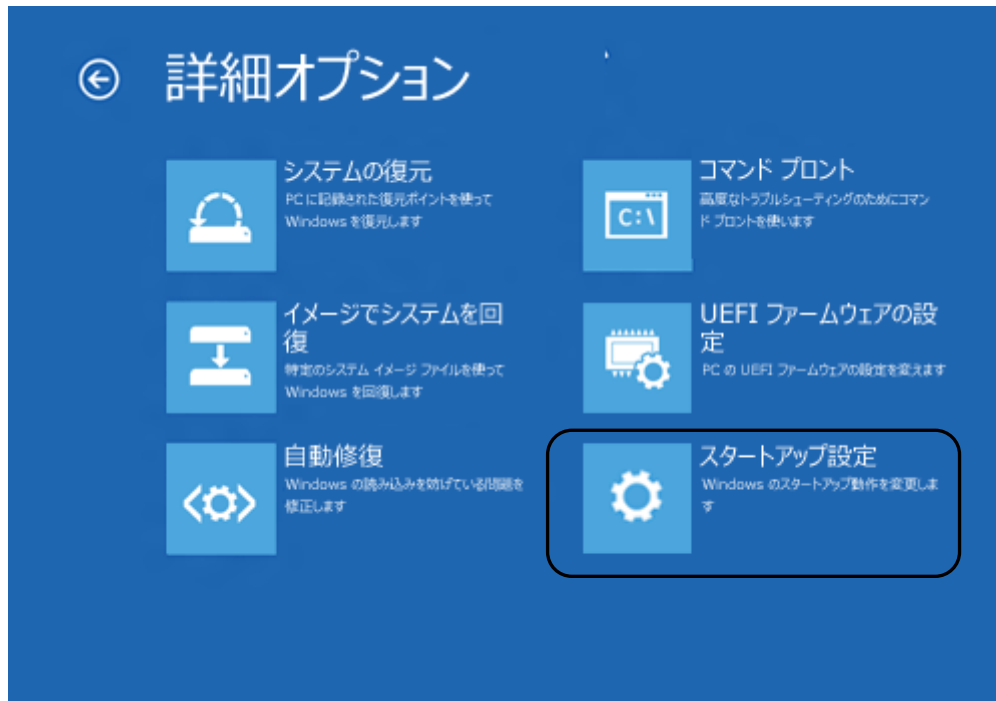 詳細オプション
システムの復元
PCに記録された復元ポイントを使って
Windows を復元します
イメージでシステムを回
復
特定のシステム イメージ ファイルを使って
Windows を回復します
自動修復
Windows の読み込みを妨げている問題を
修正します
コマンド プロント
高度なトラブルシューティングのためにコマン
ド プロントを使います
C:\
UEFI ファームウェアの設
定
PC の UEFI ファームウェアの設定を変えます
スタートアップ設定
Windows のスタートアップ動作を変更しま
す